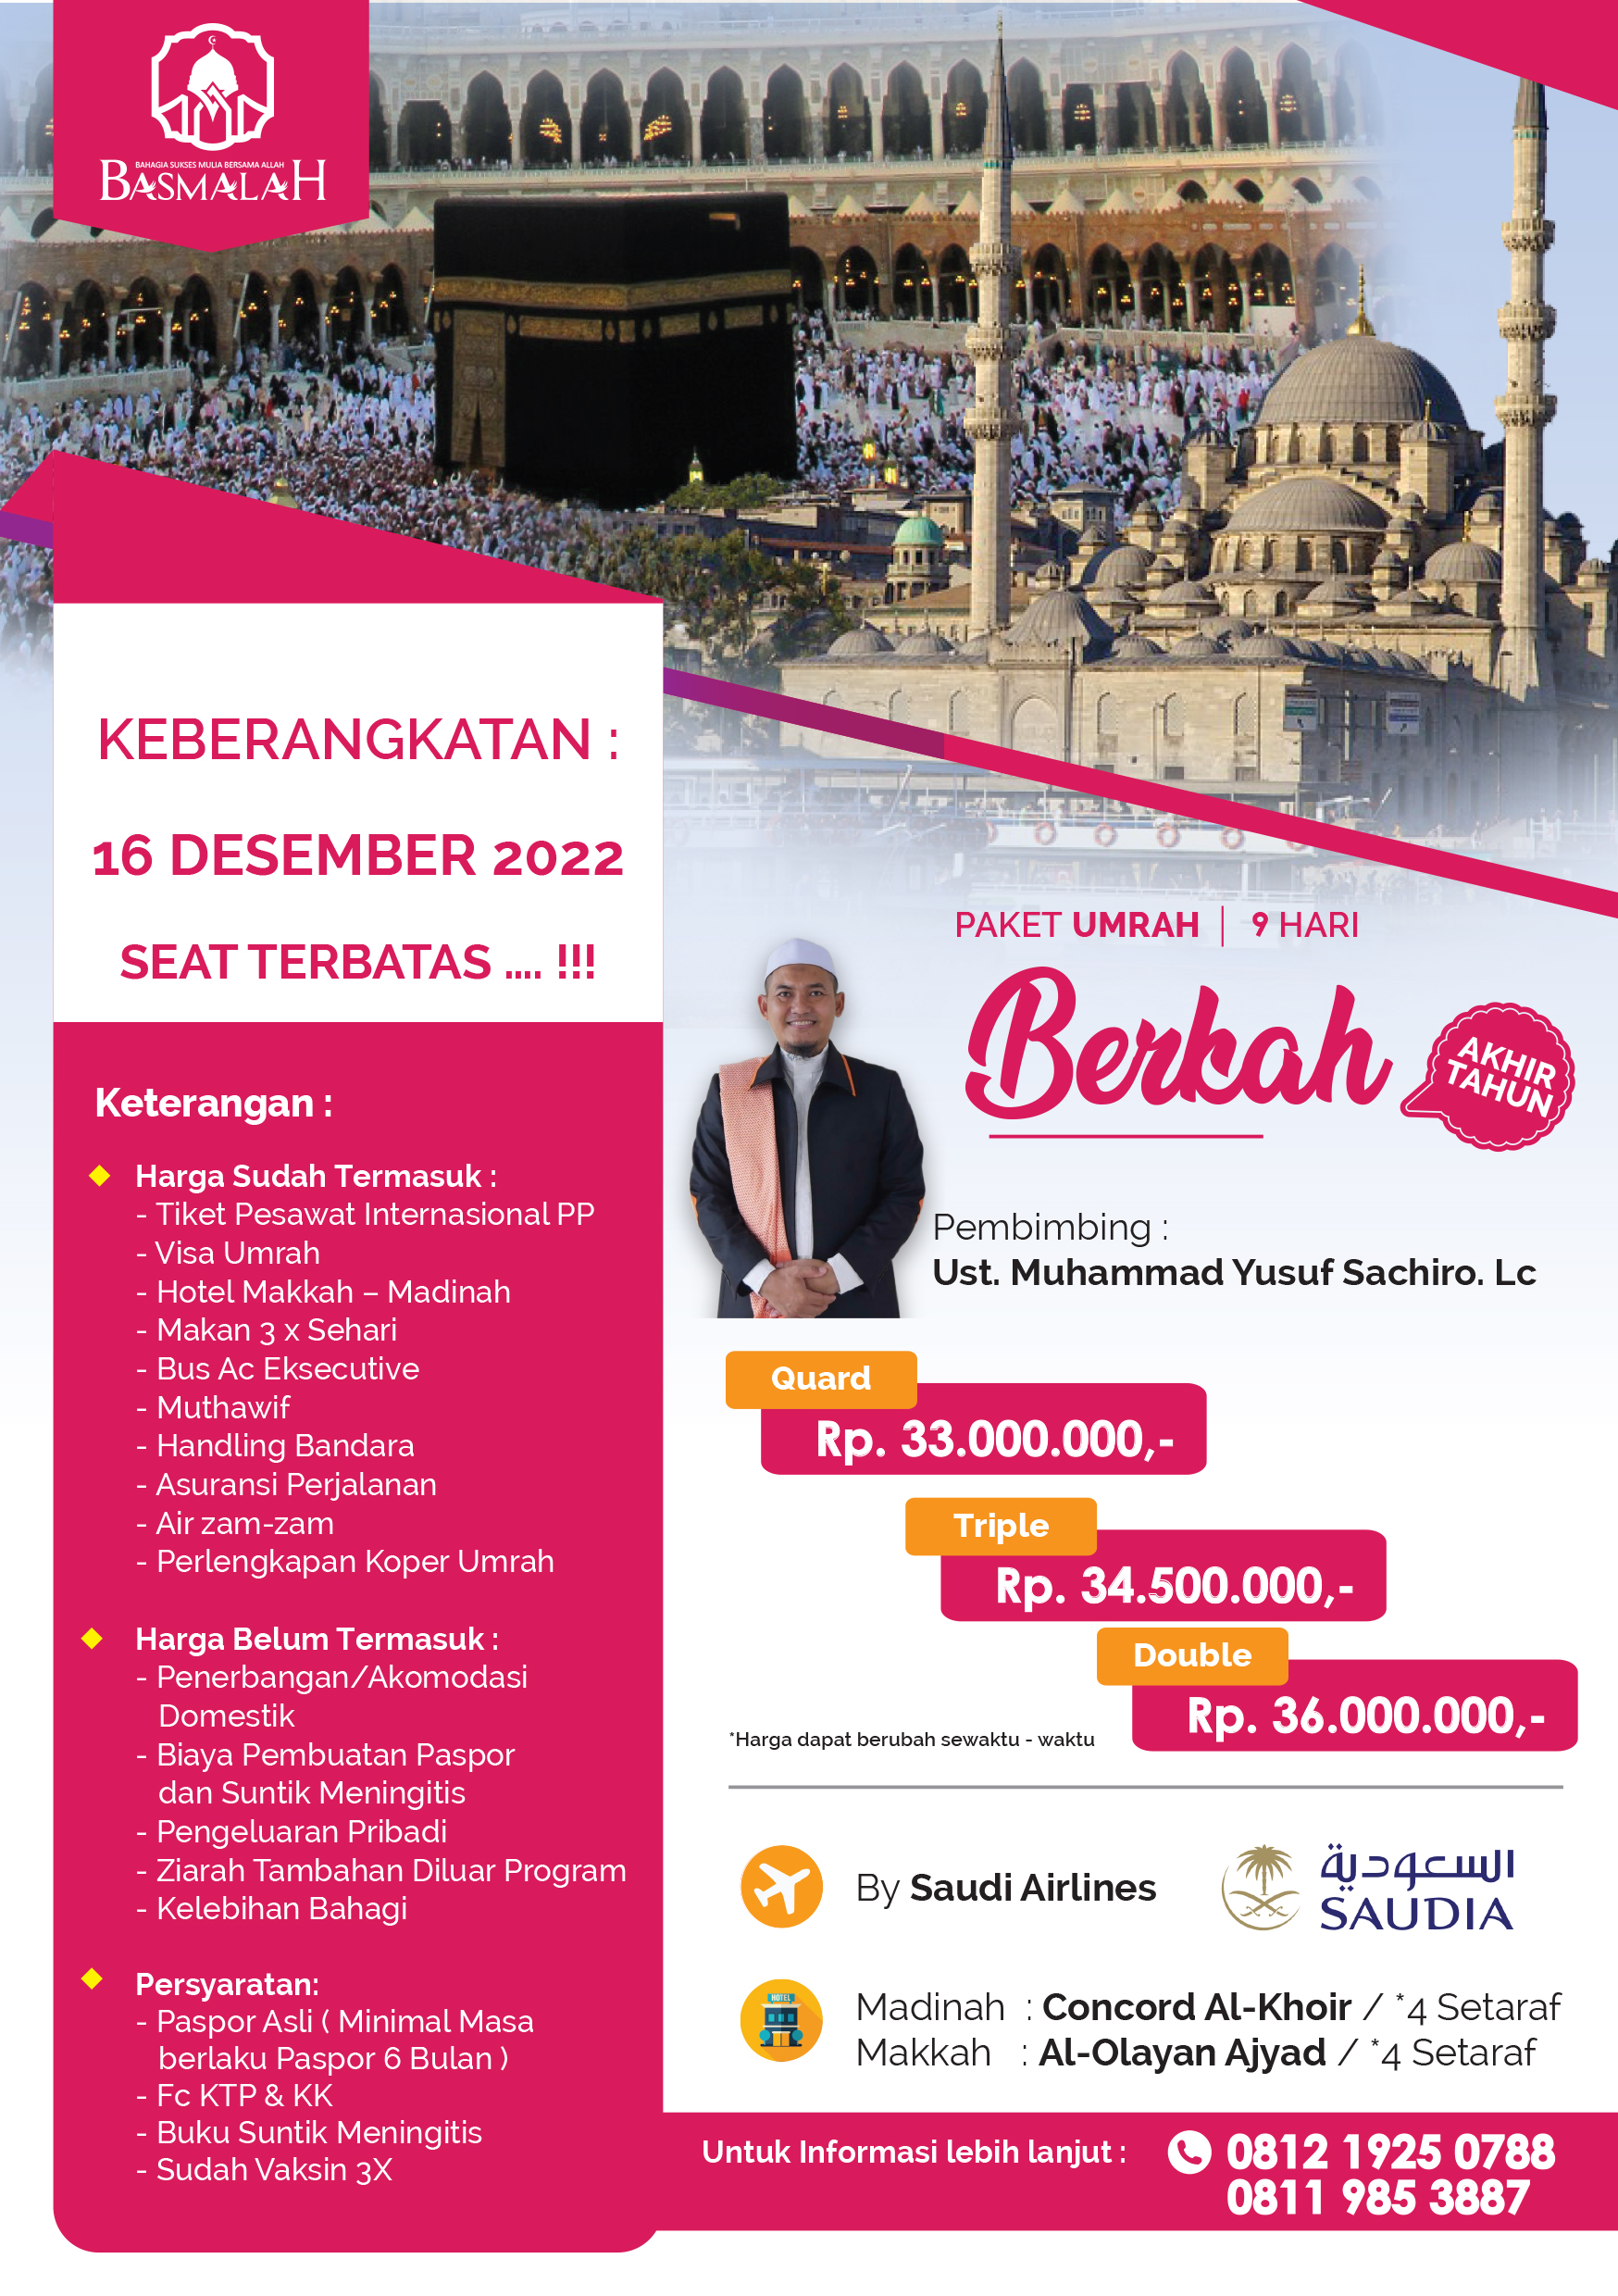 BAHAGIA SUKSES MULIA BERSAMA ALLAH
BASMALAH
KEBERANGKATAN :
16 DESEMBER 2022
SEAT TERBATAS .... !!!
Keterangan :
Harga Sudah Termasuk :
- Tiket Pesawat Internasional PP
- Visa Umrah
- Hotel Makkah – Madinah
- Makan 3 x Sehari
- Bus Ac Eksecutive
- Muthawif
- Handling Bandara
- Asuransi Perjalanan
- Air zam-zam
- Perlengkapan Koper Umrah
Harga Belum Termasuk :
- Penerbangan/Akomodasi
Domestik
- Biaya Pembuatan Paspor
dan Suntik Meningitis
- Pengeluaran Pribadi
- Ziarah Tambahan Diluar Program
- Kelebihan Bahagi
Persyaratan:
- Paspor Asli ( Minimal Masa
berlaku Paspor 6 Bulan )
- Fc KTP & KK
- Buku Suntik Meningitis
- Sudah Vaksin 3X
PAKET UMRAH | 9 HARI
Berkah
AKHIR
TAHUN
Pembimbing :
Ust. Muhammad Yusuf Sachiro. Lc
Quard
Rp. 33.000.000,-
Triple
Rp. 34.500.000,-
Double
Rp. 36.000.000,-
*Harga dapat berubah sewaktu - waktu
By Saudi Airlines
السعودية
SAUDIA
HOTEL
Madinah : Concord Al-Khoir / *4 Setaraf
Makkah : Al-Olayan Ajyad / *4 Setaraf
Untuk Informasi lebih lanjut :
0812 1925 0788
0811 985 3887